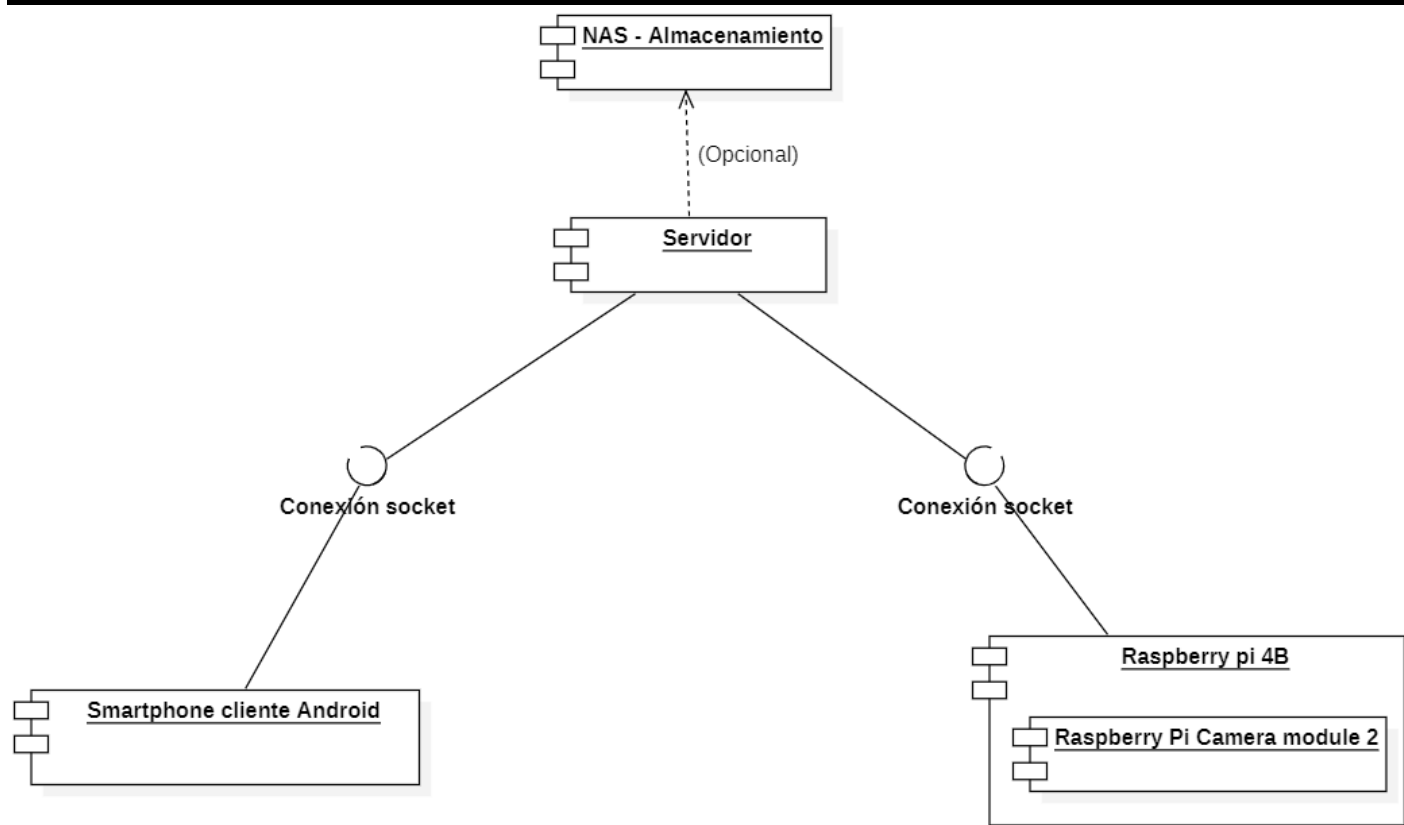 NAS - Almacenamiento
(Opcional)
Servidor
Conexión socket
Conexión socket
Raspberry pi 4B
Smartphone cliente Android
Raspberry Pi Camera module 2